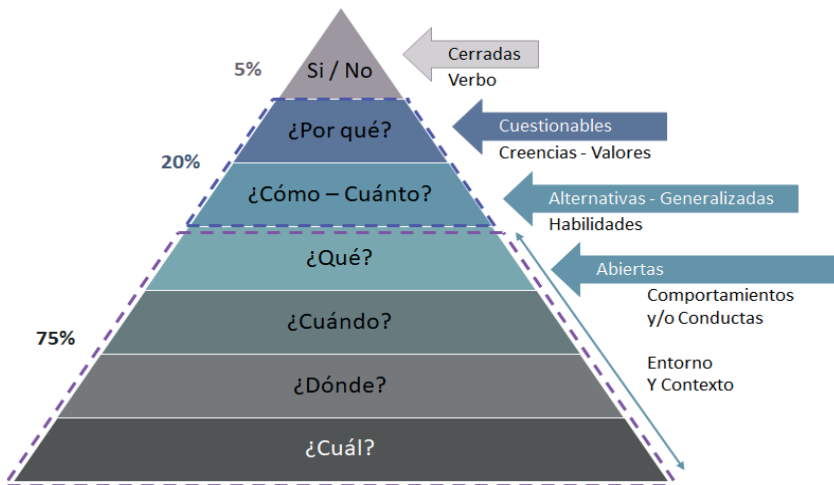 5%
Si / No
Cerradas
Verbo
¿Por qué?
Cuestionables
Creencias - Valores
20%
¿Cómo – Cuánto?
Alternativas - Generalizadas
Habilidades
¿Qué?
Abiertas
Comportamientos
y/o Conductas
¿Cuándo?
75%
Entorno
Y Contexto
¿Dónde?
¿Cuál?